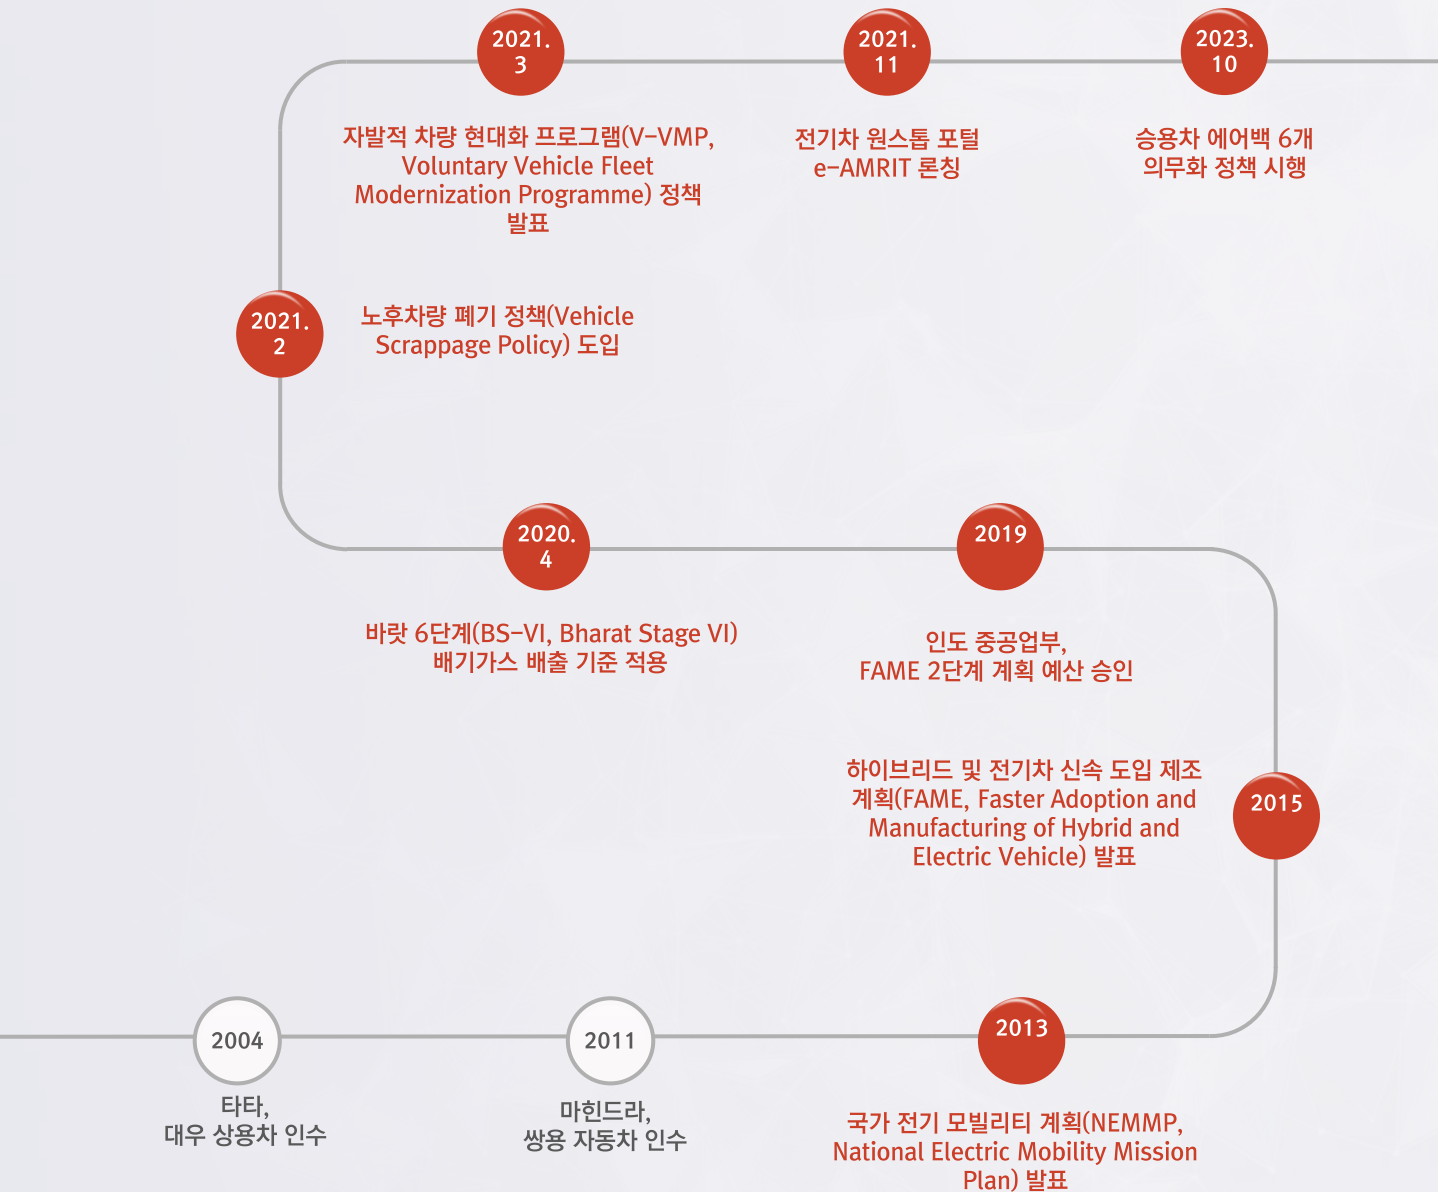 2021.
3
자발적 차량 현대화 프로그램(V-VMP,
Voluntary Vehicle Fleet
Modernization Programme) 정책
발표
2021.
11
전기차 원스톱 포털
e-AMRIT 론칭
2023.
10
승용차 에어백 6개
의무화 정책 시행
2021.
2
노후차량 폐기 정책(Vehicle
Scrappage Policy) 도입
2020.
4
바랏 6단계(BS-VI, Bharat Stage VI)
배기가스 배출 기준 적용
2019
인도 중공업부,
FAME 2단계 계획 예산 승인
하이브리드 및 전기차 신속 도입 제조
계획(FAME, Faster Adoption and
Manufacturing of Hybrid and
Electric Vehicle) 발표
2015
2004
타타,
대우 상용차 인수
2011
마힌드라,
쌍용 자동차 인수
2013
국가 전기 모빌리티 계획(NEMMP,
National Electric Mobility Mission
Plan) 발표